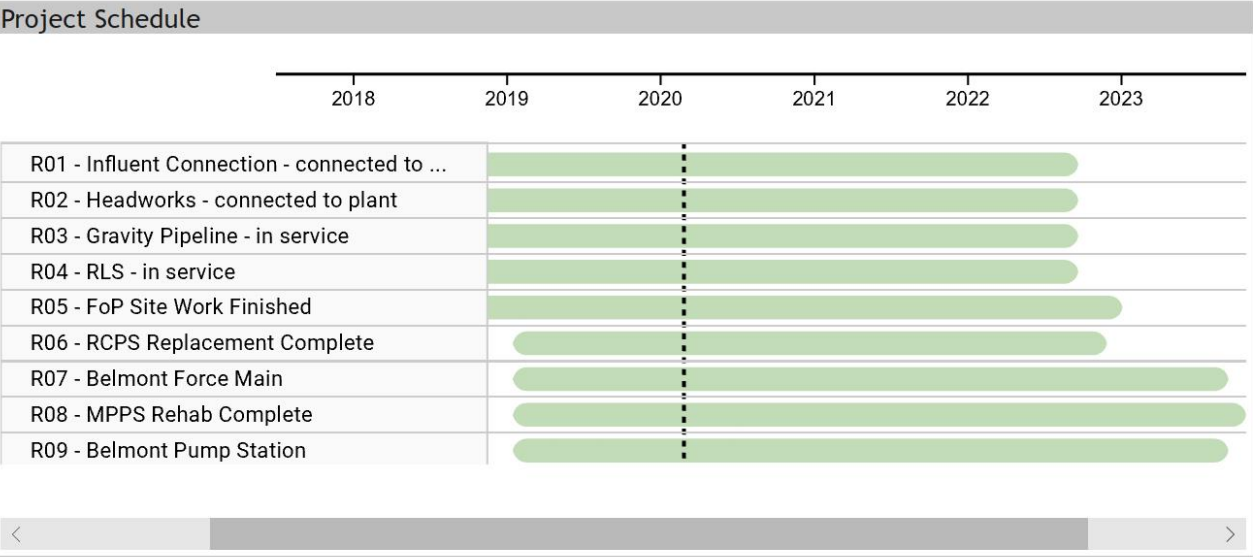 Project Schedule
2018 2019 2020 2021 2022 2023
R01 - Influent Connection - connected to ...
R02 - Headworks - connected to plant
R03 - Gravity Pipeline - in service
R04 - RLS - in service
R05 - FoP Site Work Finished
R06 - RCPS Replacement Complete
R07 - Belmont Force Main
R08 - MPPS Rehab Complete
R09 - Belmont Pump Station